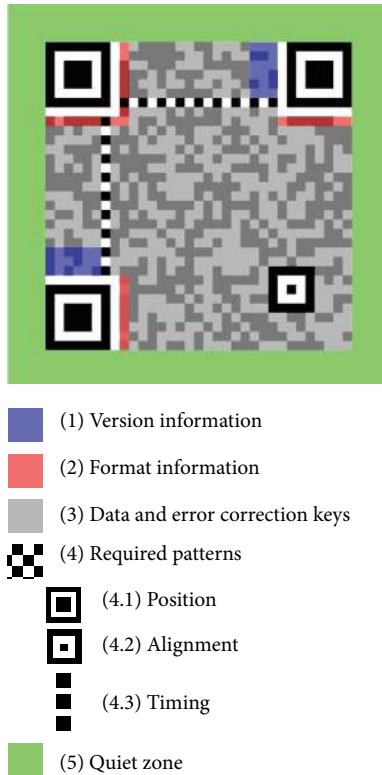 (1) Version information
(2) Format information
(3) Data and error correction keys
(4) Required patterns
(4.1) Position
(4.2) Alignment
(4.3) Timing
(5) Quiet zone